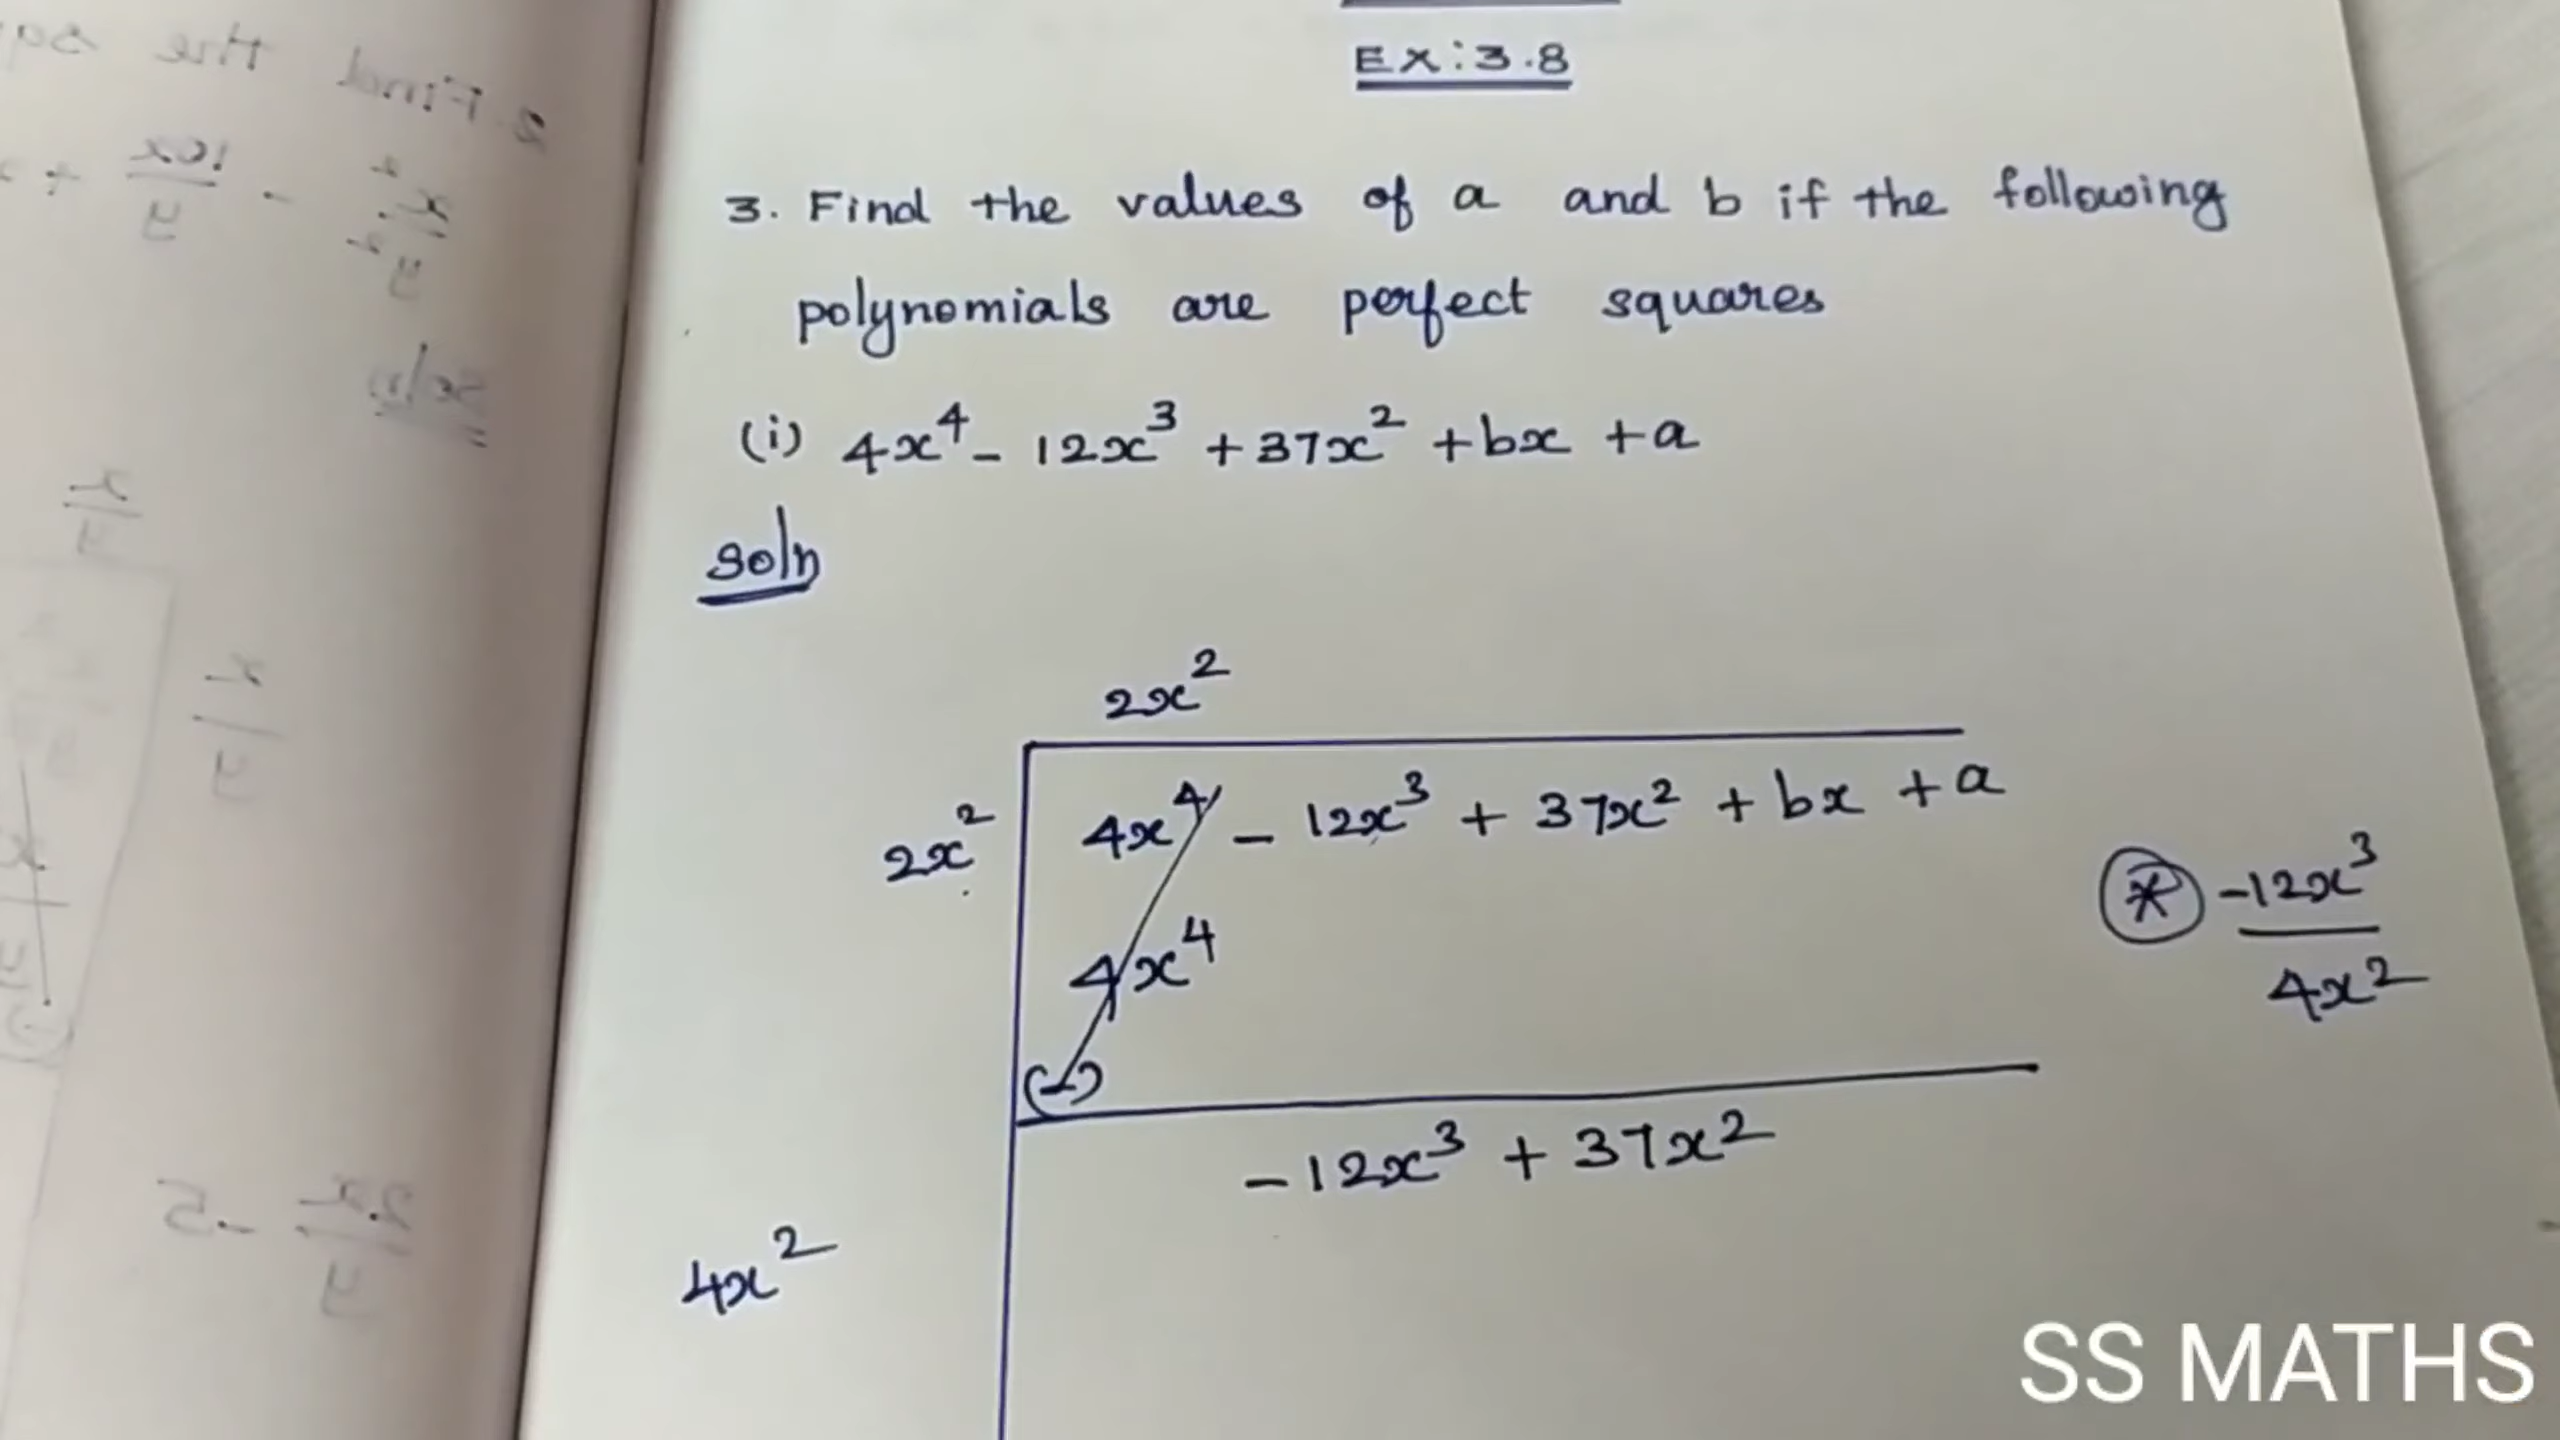 Ex: 3.8
3. Find the values of a and b if the following
polynomials are perfect squares
(i) 4x⁴ - 12x³ + 37x² + bx + a
Soln
2x²
2x² 4x⁴ - 12x³ + 37x² + bx + a
4x⁴
(-)
* -12x³
4x²
-12x³ + 37x²
4x²
SS MATHS